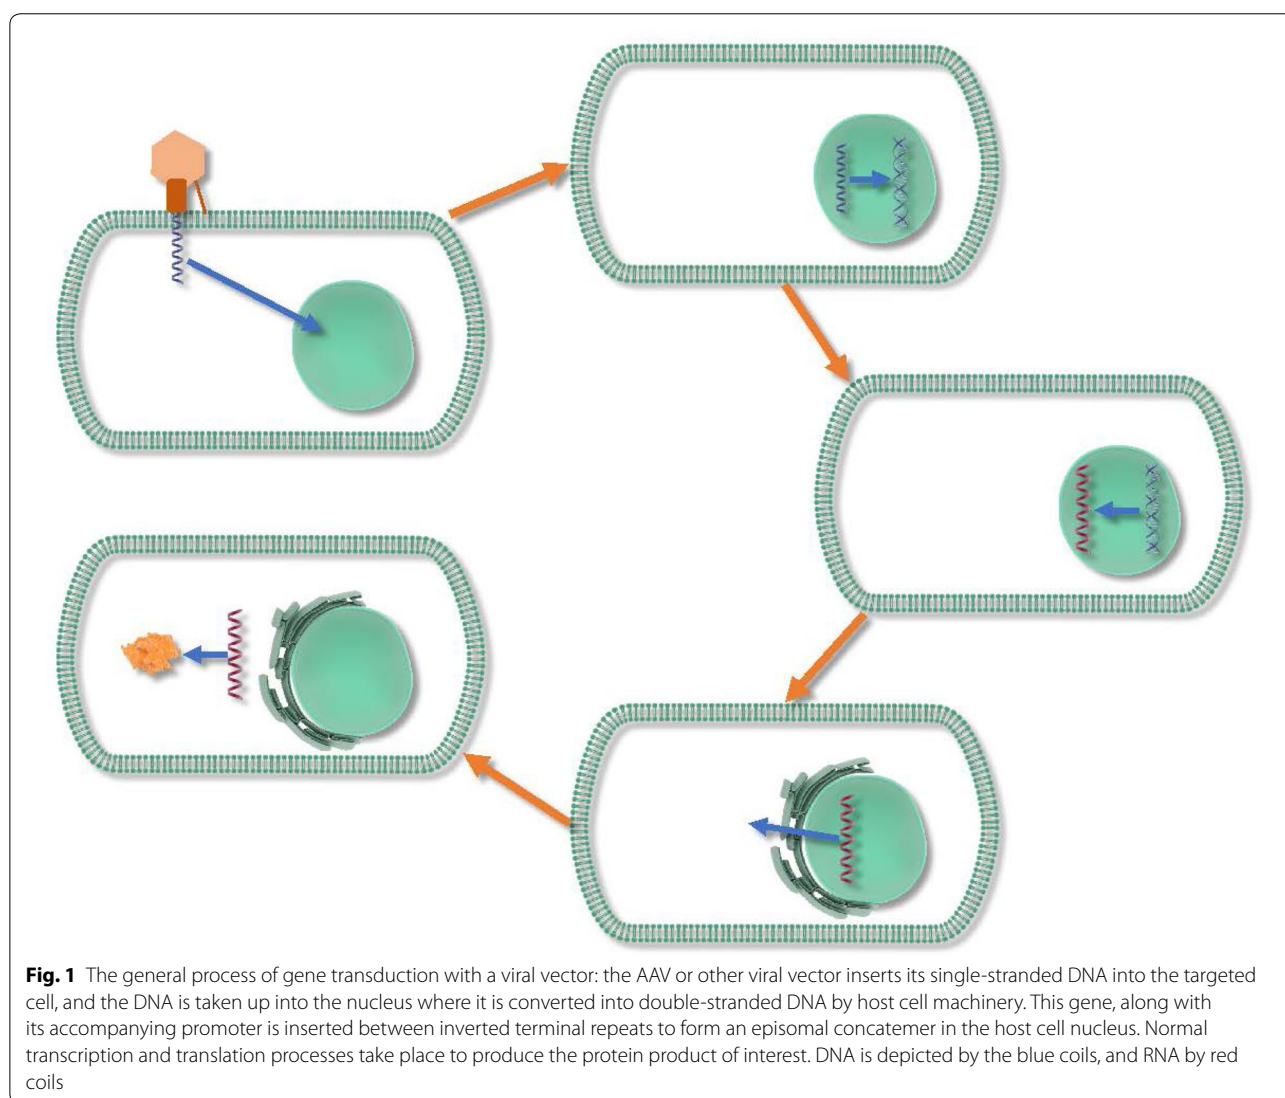 Fig. 1 The general process of gene transduction with a viral vector: the AAV or other viral vector inserts its single-stranded DNA into the targeted
cell, and the DNA is taken up into the nucleus where it is converted into double-stranded DNA by host cell machinery. This gene, along with
its accompanying promoter is inserted between inverted terminal repeats to form an episomal concatemer in the host cell nucleus. Normal
transcription and translation processes take place to produce the protein product of interest. DNA is depicted by the blue coils, and RNA by red
coils